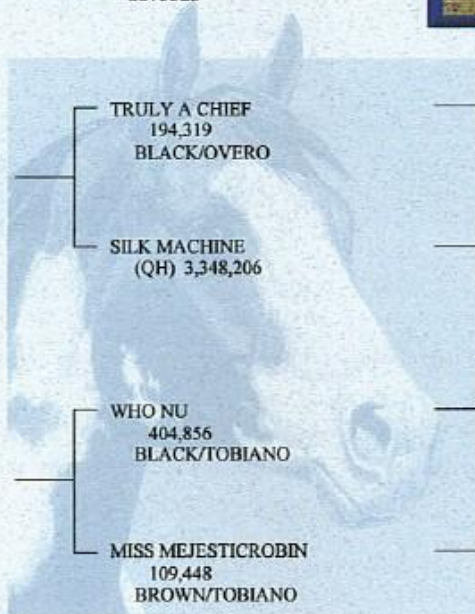 TRULY A CHIEF
194,319
BLACK/OVERO
SILK MACHINE
(QH) 3,348,206
WHO NU
404,856
BLACK/TOBIANO
MISS MEJESTICROBIN
109,448
BROWN/TOBIANO